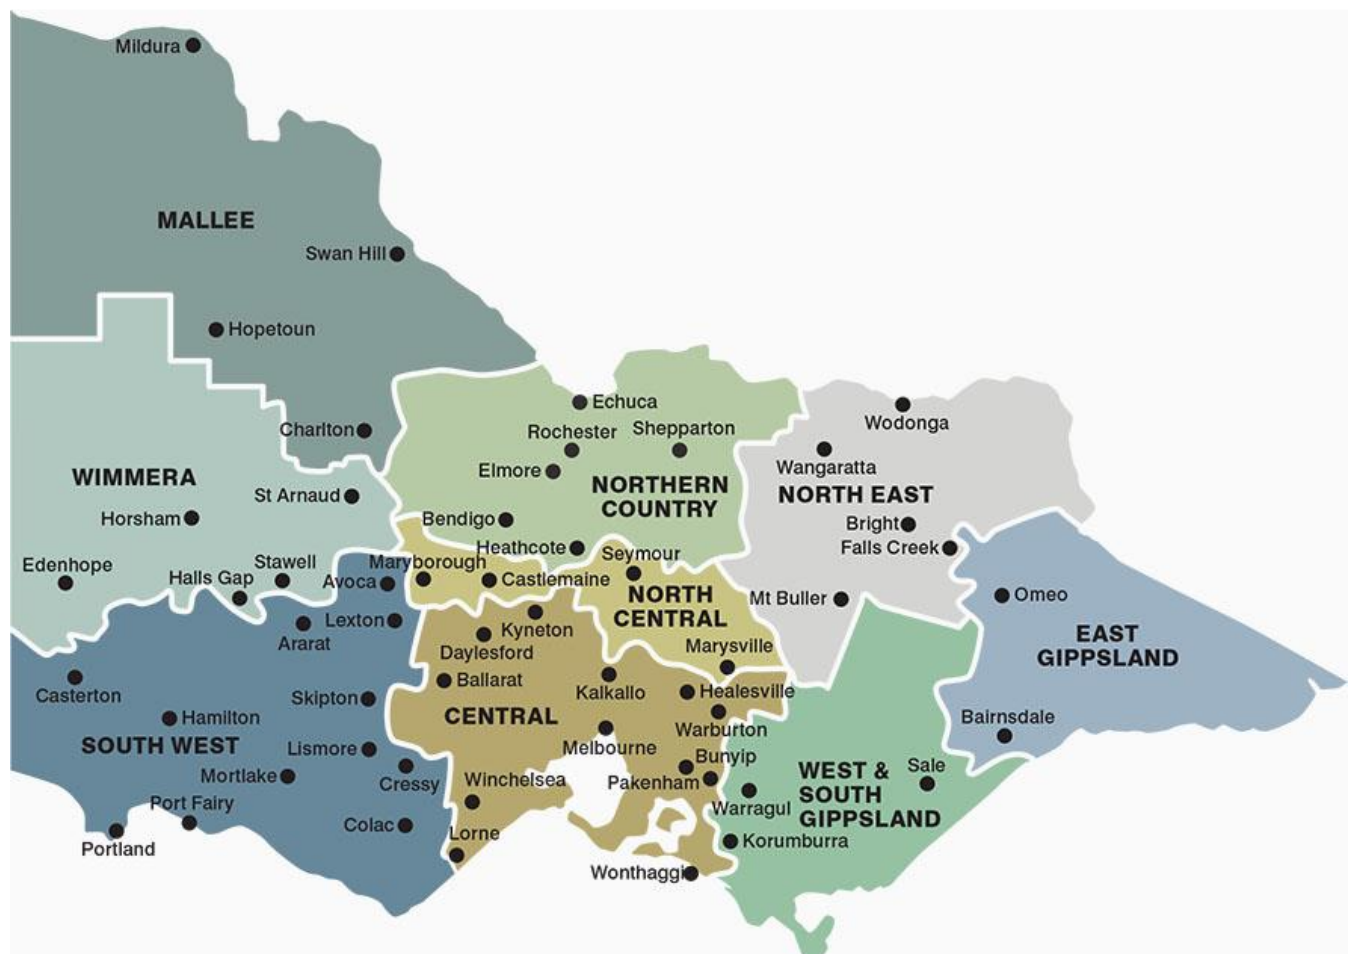 Mildura
MALLEE
Swan Hill
Hopetoun
Echuca
Wodonga
Charlton
Rochester
Shepparton
Wangaratta
WIMMERA
Elmore
NORTHERN
COUNTRY
NORTH EAST
St Arnaud
Horsham
Bendigo
Bright
Heathcote
Seymour
Falls Creek
Edenhope
Stawell
Maryborough
Halls Gap
Avoca
Castlemaine
NORTH
CENTRAL
Mt Buller
Omeo
Lexton
Ararat
Kyneton
Daylesford
Marysville
EAST
GIPPSLAND
Casterton
Skipton
Ballarat
Kalkallo
Healesville
Hamilton
CENTRAL
Warburton
Bairnsdale
SOUTH WEST
Lismore
Melbourne
Bunyip
Mortlake
Cressy
Winchelsea
Pakenham
WEST &
SOUTH
GIPPSLAND
Sale
Port Fairy
Warragul
Colac
Lorne
Korumburra
Portland
Wonthaggi